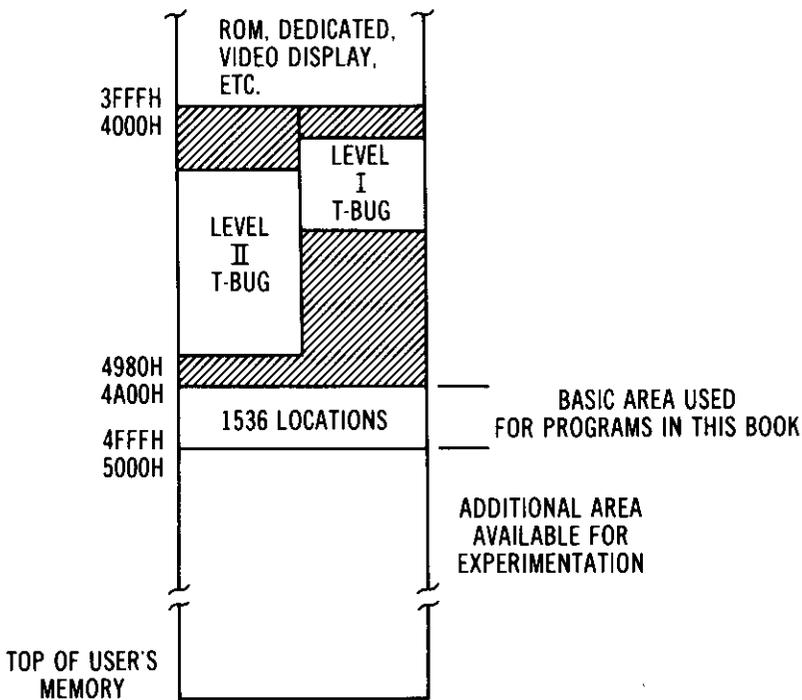 ROM, DEDICATED,
VIDEO DISPLAY,
ETC.
3FFFH
4000H
LEVEL
I
T-BUG
LEVEL
II
T-BUG
4980H
4A00H
1536 LOCATIONS
BASIC AREA USED
FOR PROGRAMS IN THIS BOOK
4FFFH
5000H
ADDITIONAL AREA
AVAILABLE FOR
EXPERIMENTATION
TOP OF USER'S
MEMORY